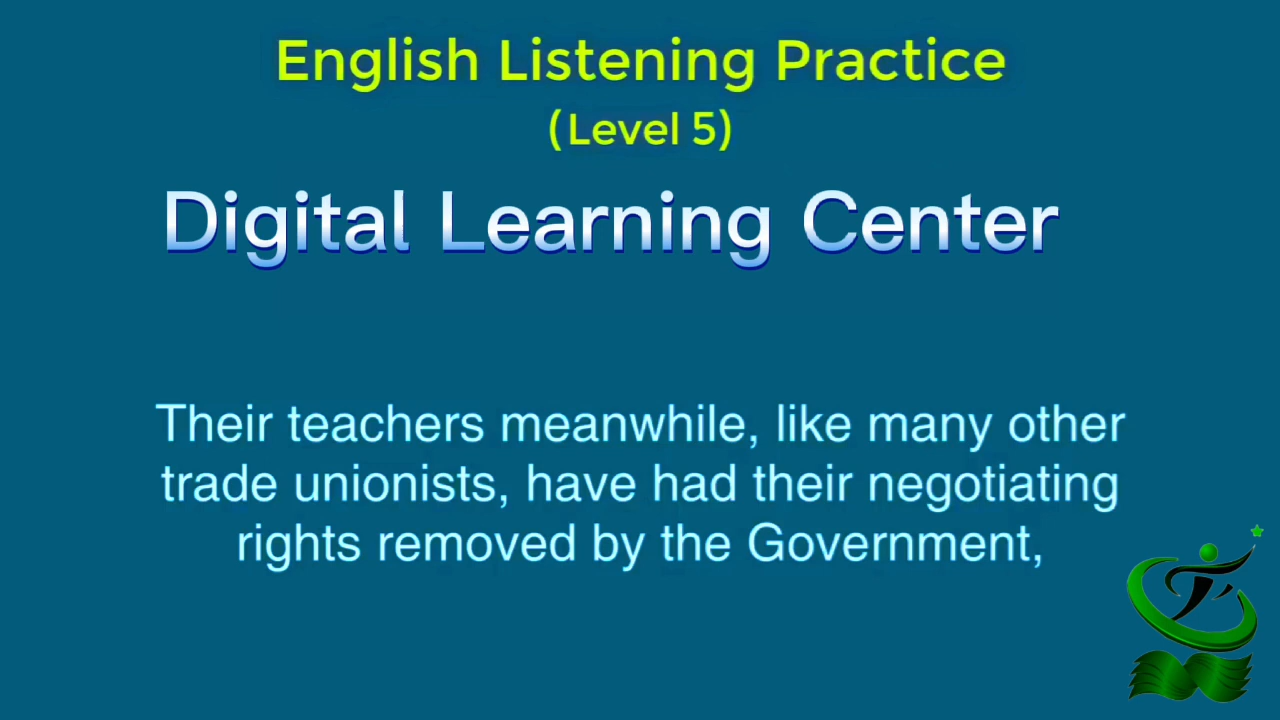 English Listening Practice
(Level 5)
Digital Learning Center
Their teachers meanwhile, like many other
trade unionists, have had their negotiating
rights removed by the Government,